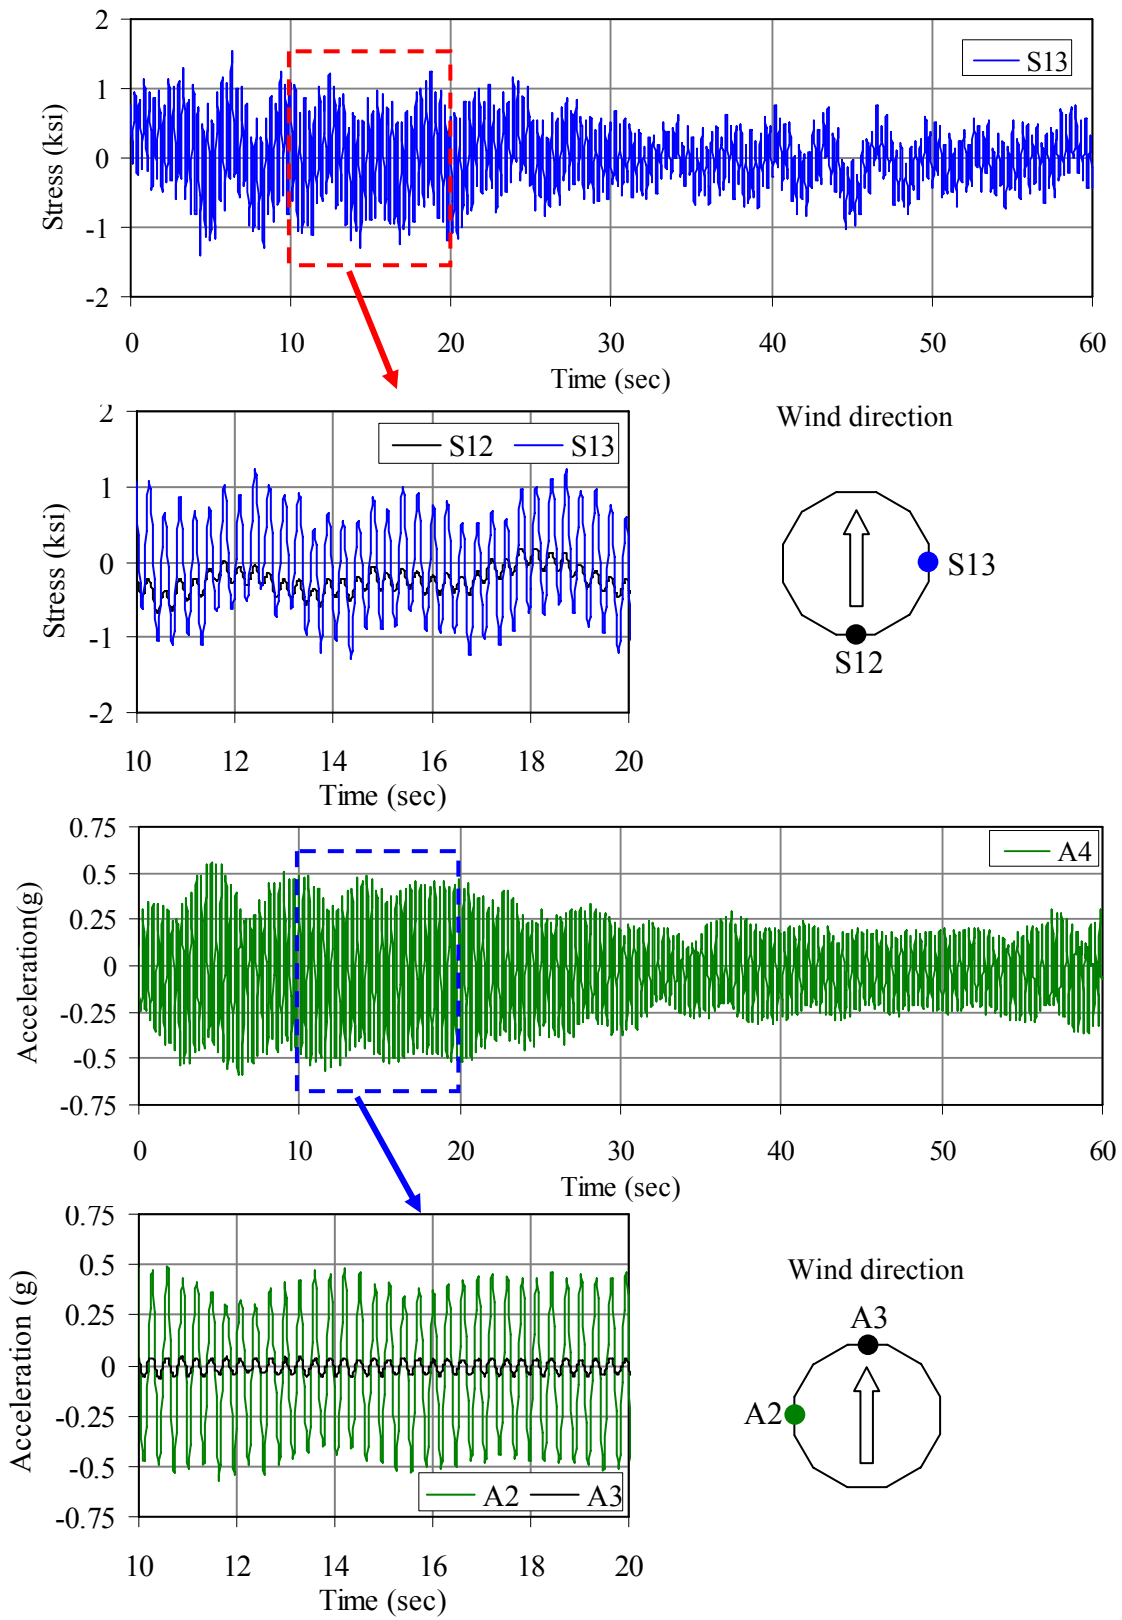 2
S13
1
0
-1
-2
Stress (ksi)
0 10 20 30 40 50 60
Time (sec)
2
S12 S13
1
0
-1
-2
Stress (ksi)
10 12 14 16 18 20
Time (sec)
Wind direction
S13
S12
0.75
A4
0.5
0.25
0
-0.25
-0.5
-0.75
Acceleration(g)
0 10 20 30 40 50 60
Time (sec)
0.75
0.5
0.25
0
-0.25
-0.5
-0.75
Acceleration (g)
A2 A3
10 12 14 16 18 20
Time (sec)
Wind direction
A3
A2